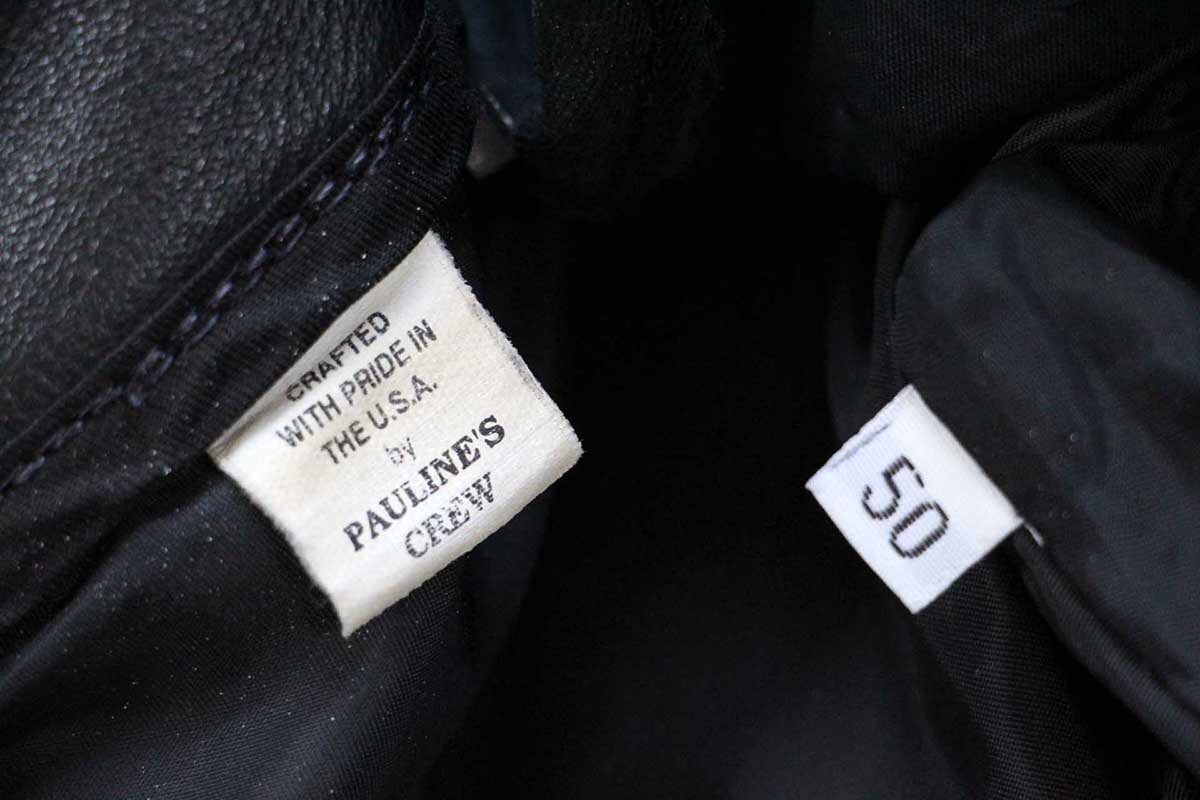 CRAFTED
WITH PRIDE IN
THE U.S.A.
by
PAULINE'S
CREW
50